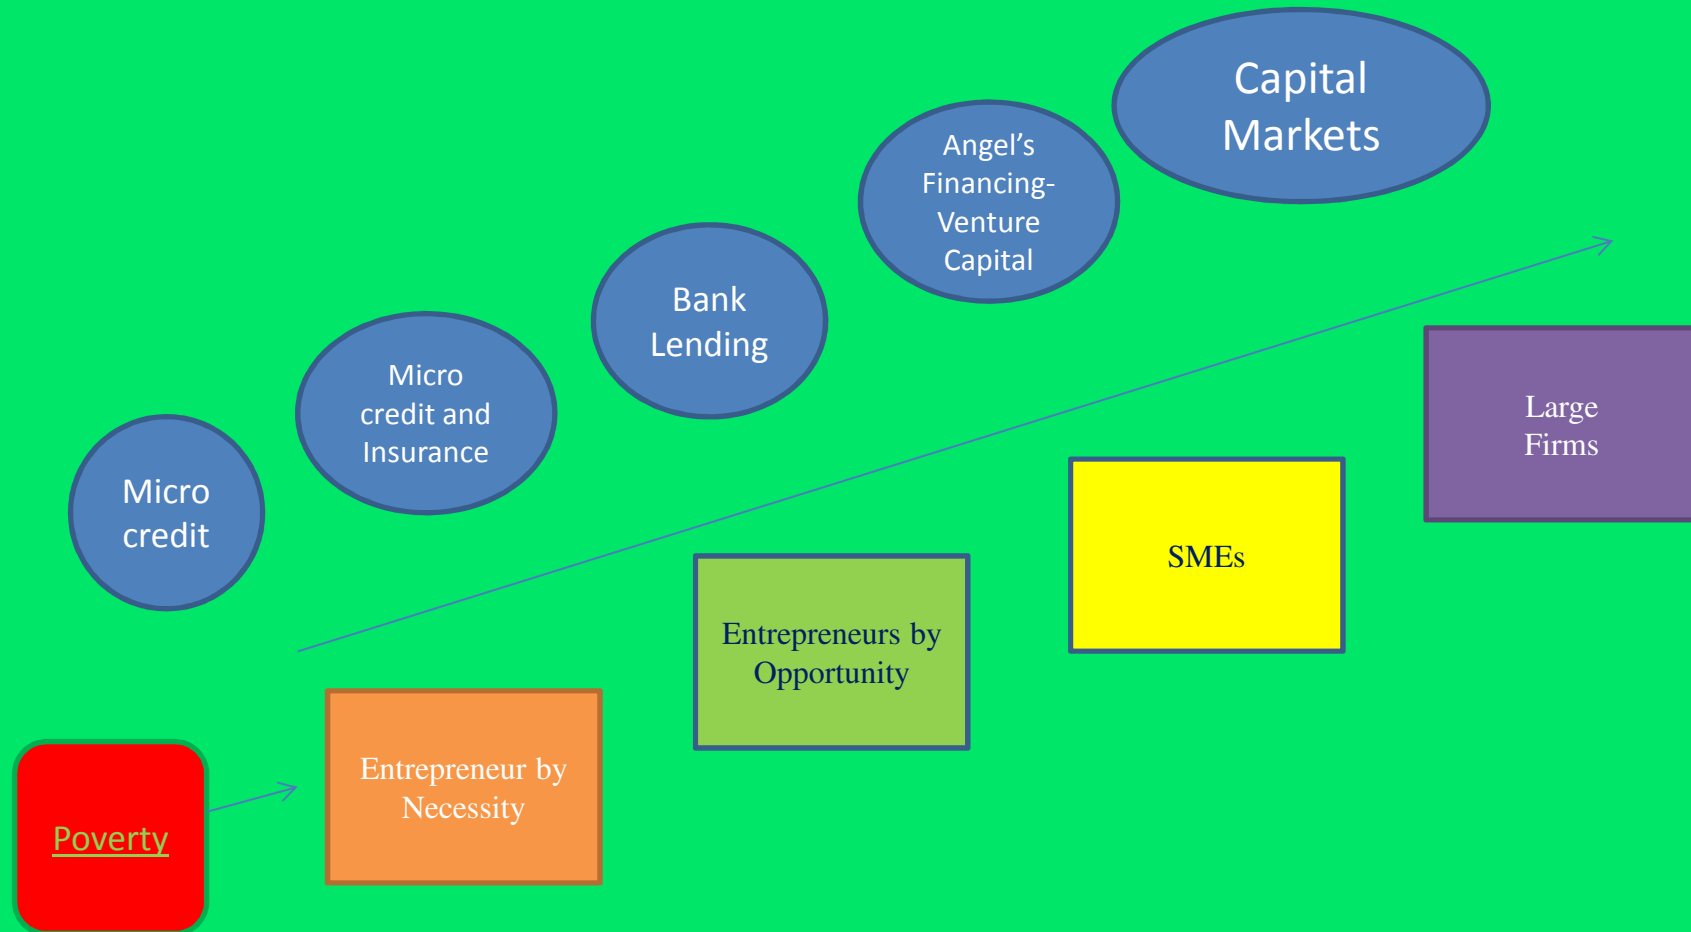 Capital
Markets
Angel’s
Financing-
Venture
Capital
Bank
Lending
Micro
credit and
Insurance
Micro
credit
Large
Firms
SMEs
Entrepreneurs by
Opportunity
Entrepreneur by
Necessity
Poverty